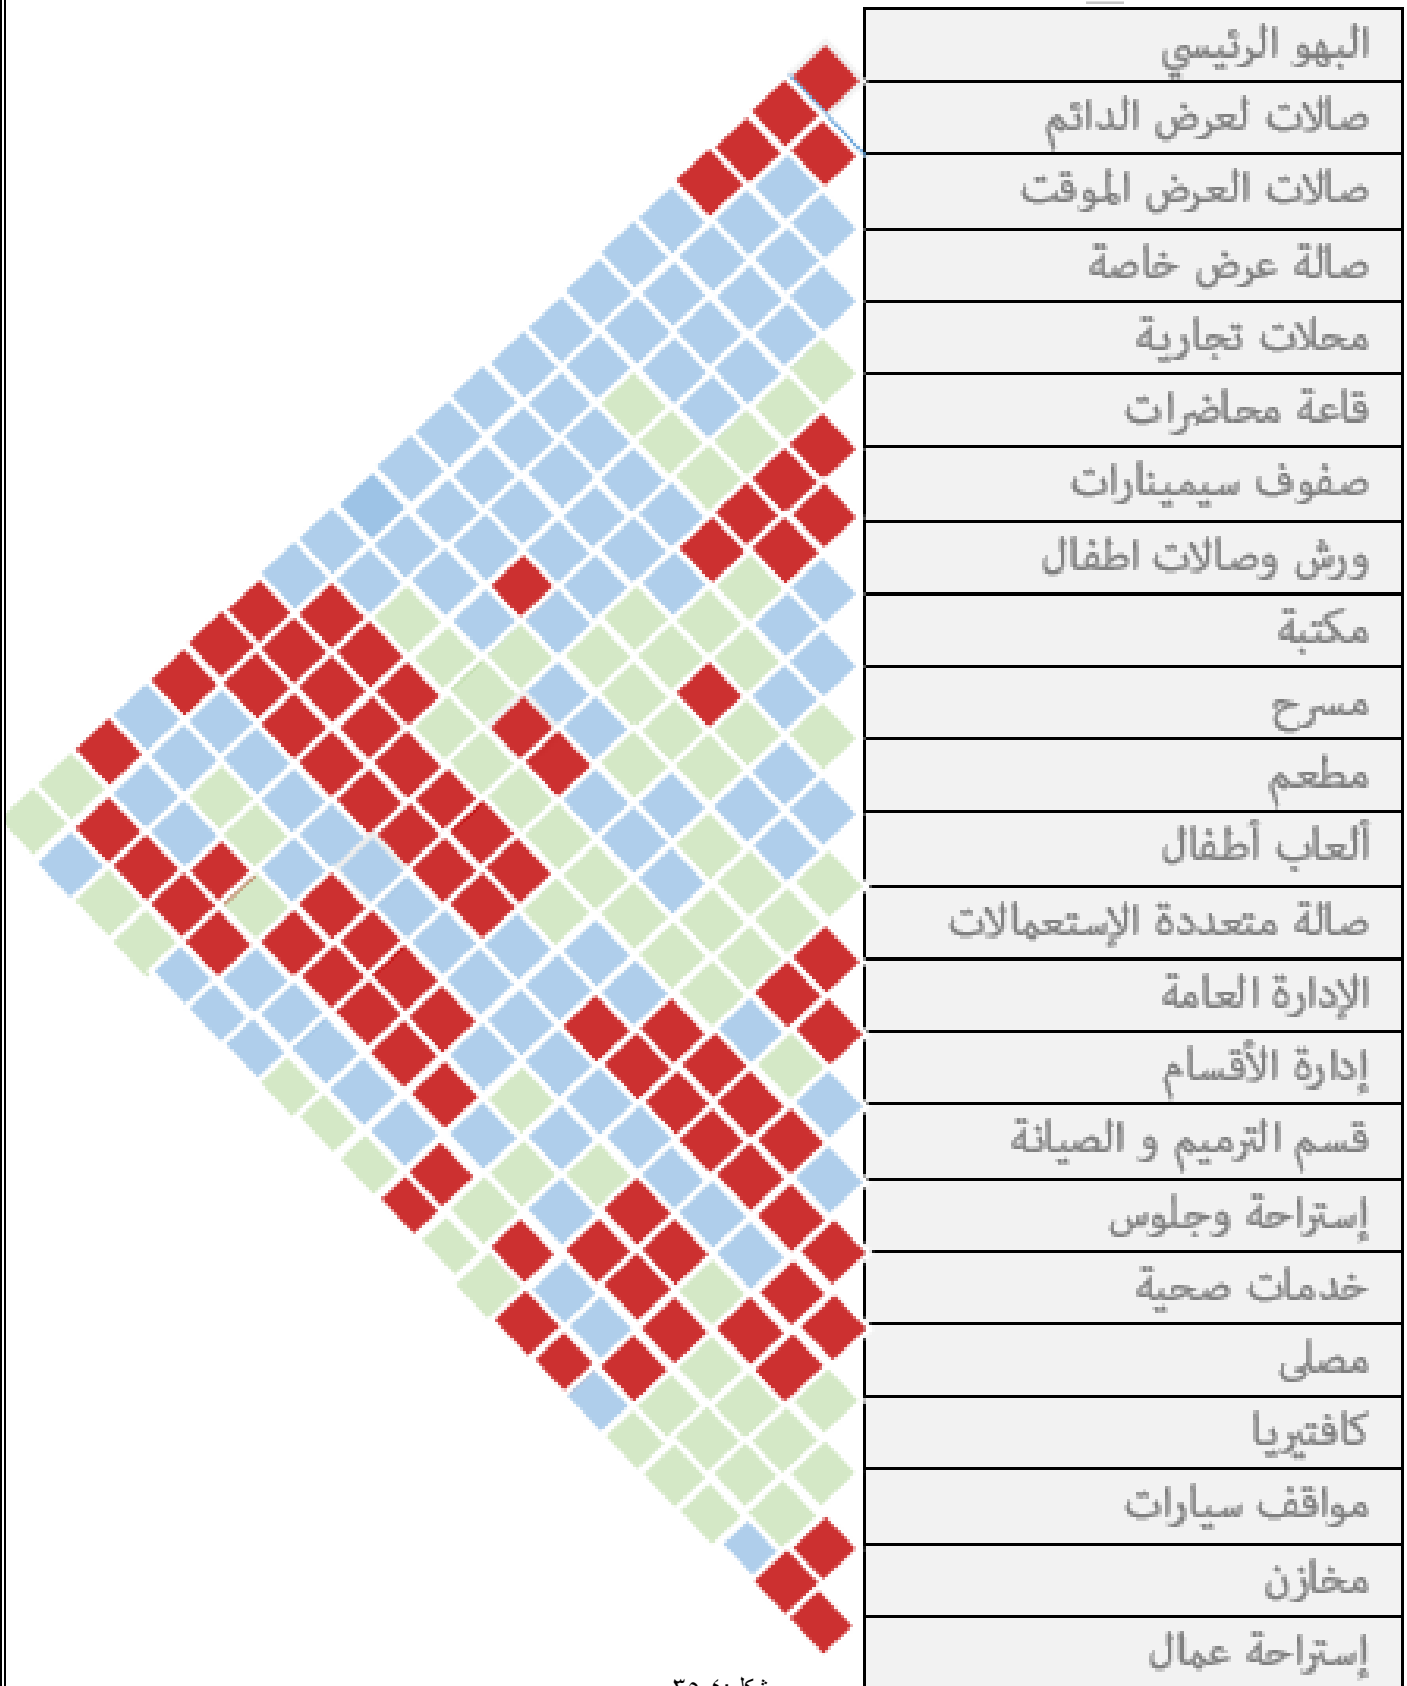 البهو الرئيسي
صالات لعرض الدائم
صالات العرض المؤقت
صالة عرض خاصة
محلات تجارية
قاعة محاضرات
صفوف سيمينارات
ورش وصالات اطفال
مكتبة
مسرح
مطعم
ألعاب أطفال
صالة متعددة الإستعمالات
الإدارة العامة
إدارة الأقسام
قسم الترميم و الصيانة
إستراحة وجلوس
خدمات صحية
مصلى
كافتيريا
مواقف سيارات
مخازن
إستراحة عمال